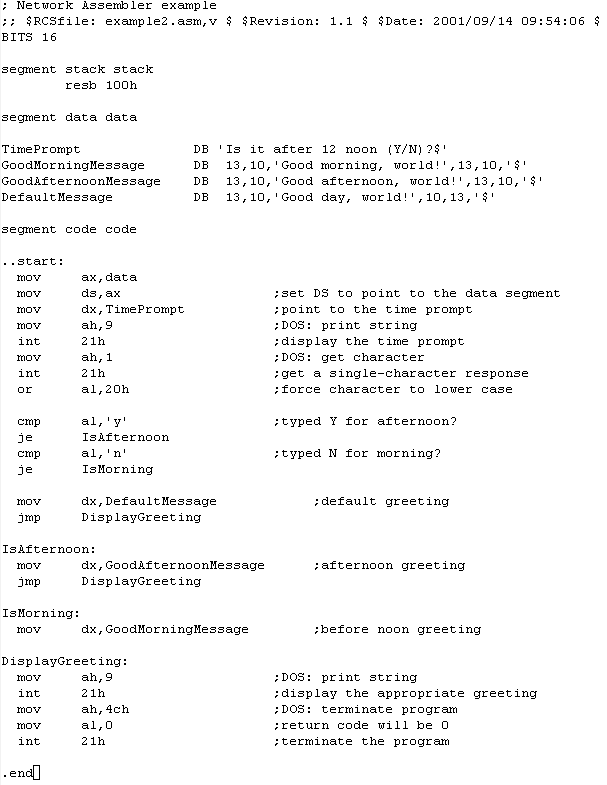 ; Network Assembler example
;; $RCSfile: example2.asm,v $ $Revision: 1.1 $ $Date: 2001/09/14 09:54:06 $
BITS 16

segment stack stack
        resb 100h

segment data data

TimePrompt              DB 'Is it after 12 noon (Y/N)?$'
GoodMorningMessage      DB  13,10,'Good morning, world!',13,10,'$'
GoodAfternoonMessage    DB  13,10,'Good afternoon, world!',13,10,'$'
DefaultMessage          DB  13,10,'Good day, world!',10,13,'$'

segment code code

..start:
  mov     ax,data
  mov     ds,ax                   ;set DS to point to the data segment
  mov     dx,TimePrompt           ;point to the time prompt
  mov     ah,9                    ;DOS: print string
  int     21h                     ;display the time prompt
  mov     ah,1                    ;DOS: get character
  int     21h                     ;get a single-character response
  or      al,20h                  ;force character to lower case

  cmp     al,'y'                  ;typed Y for afternoon?
  je      IsAfternoon
  cmp     al,'n'                  ;typed N for morning?
  je      IsMorning

  mov     dx,DefaultMessage            ;default greeting
  jmp     DisplayGreeting

IsAfternoon:
  mov     dx,GoodAfternoonMessage      ;afternoon greeting
  jmp     DisplayGreeting

IsMorning:
  mov     dx,GoodMorningMessage        ;before noon greeting

DisplayGreeting:
  mov     ah,9                    ;DOS: print string
  int     21h                     ;display the appropriate greeting
  mov     ah,4ch                  ;DOS: terminate program
  mov     al,0                    ;return code will be 0
  int     21h                     ;terminate the program

.end